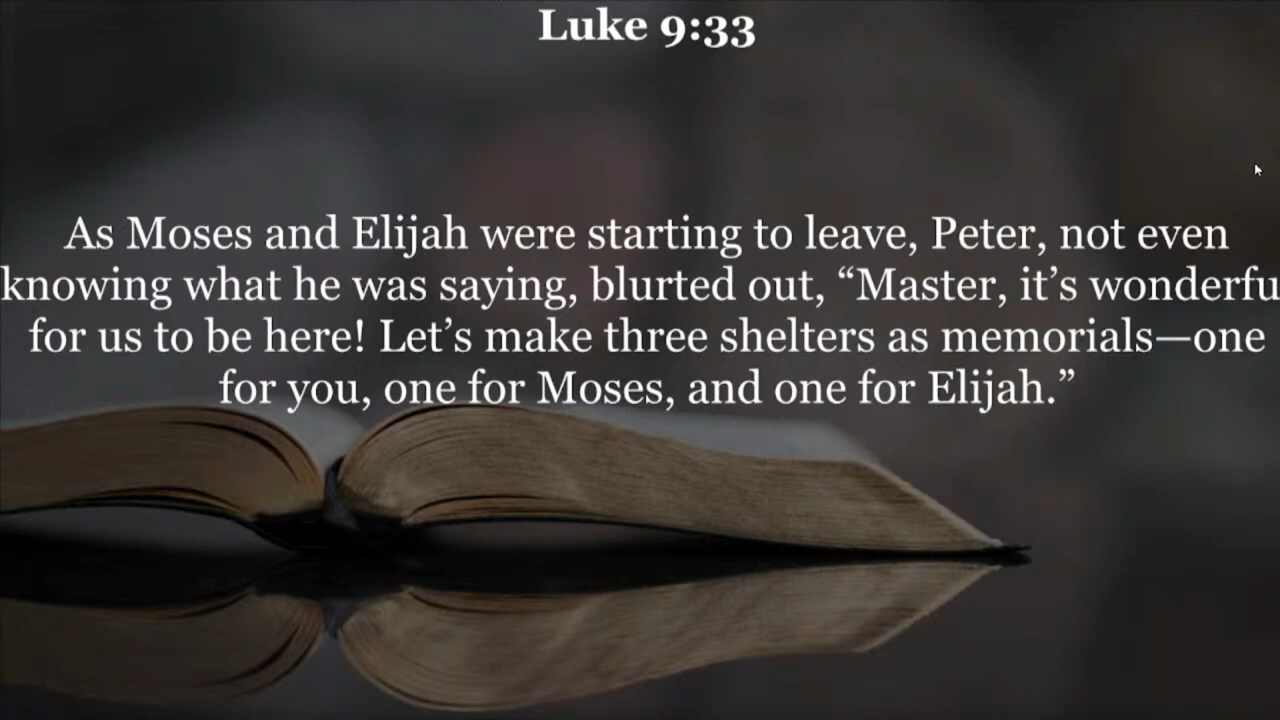 Luke 9:33
As Moses and Elijah were starting to leave, Peter, not even
knowing what he was saying, blurted out, “Master, it’s wonderfu
for us to be here! Let’s make three shelters as memorials—one
for you, one for Moses, and one for Elijah.”